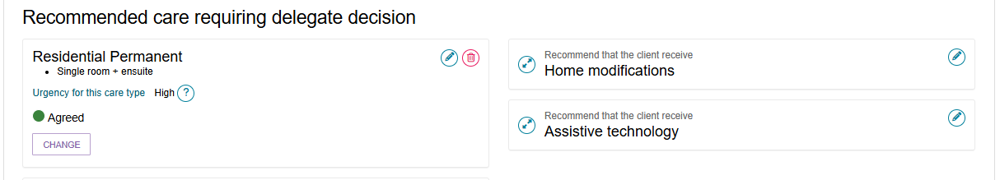 Recommended care requiring delegate decision
Residential Permanent
• Single room + ensuite
Urgency for this care type High ?
Agreed
CHANGE
Recommend that the client receive
Home modifications
Recommend that the client receive
Assistive technology